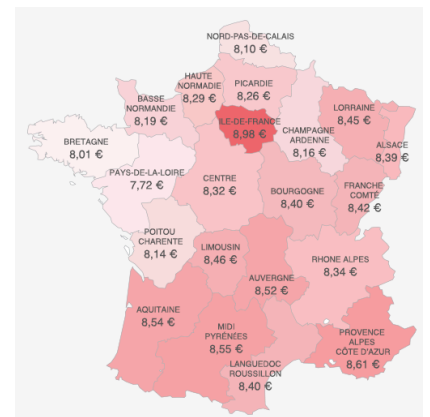 NORD-PAS-DE-CALAIS
8,10 €
HAUTE
NORMADIE
8,29 €
PICARDIE
8,26 €
BASSE
NORMANDIE
8,19 €
ILE-DE-FRANCE
8,98 €
CHAMPAGNE
ARDENNE
8,16 €
LORRAINE
8,45 €
ALSACE
8,39 €
BRETAGNE
8,01 €
PAYS-DE-LA-LOIRE
7,72 €
CENTRE
8,32 €
BOURGOGNE
8,40 €
FRANCHE
COMTÉ
8,42 €
POITOU
CHARENTE
8,14 €
LIMOUSIN
8,46 €
AUVERGNE
8,52 €
RHONE ALPES
8,34 €
AQUITAINE
8,54 €
MIDI
PYRÉNÉES
8,55 €
LANGUEDOC
ROUSSILLON
8,40 €
PROVENCE
ALPES
CÔTE D'AZUR
8,61 €